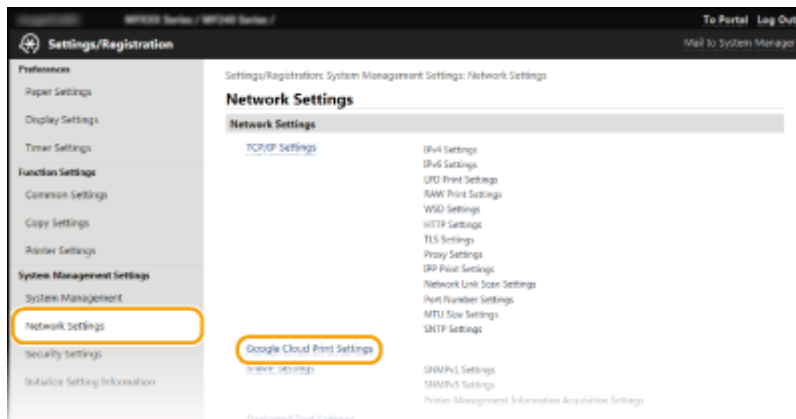 To Portal Log Out
Settings/Registration
Mail to System Manager
Preferences
Paper Settings
Display Settings
Timer Settings
Function Settings
Common Settings
Copy Settings
Printer Settings
System Management Settings
System Management
Network Settings
Security Settings
Initialize Setting Information
Settings/Registration: System Management Settings: Network Settings
Network Settings
Network Settings
TCP/IP Settings
IPv4 Settings
IPv6 Settings
LPD Print Settings
RAW Print Settings
WSD Settings
HTTP Settings
TLS Settings
Proxy Settings
IPP Print Settings
Network Link Scan Settings
Port Number Settings
MTU Size Settings
SNTP Settings
Google Cloud Print Settings
SNMP Settings
SNMPv1 Settings
SNMPv3 Settings
Printer Management Information Acquisition Settings
Dedicated Port Settings